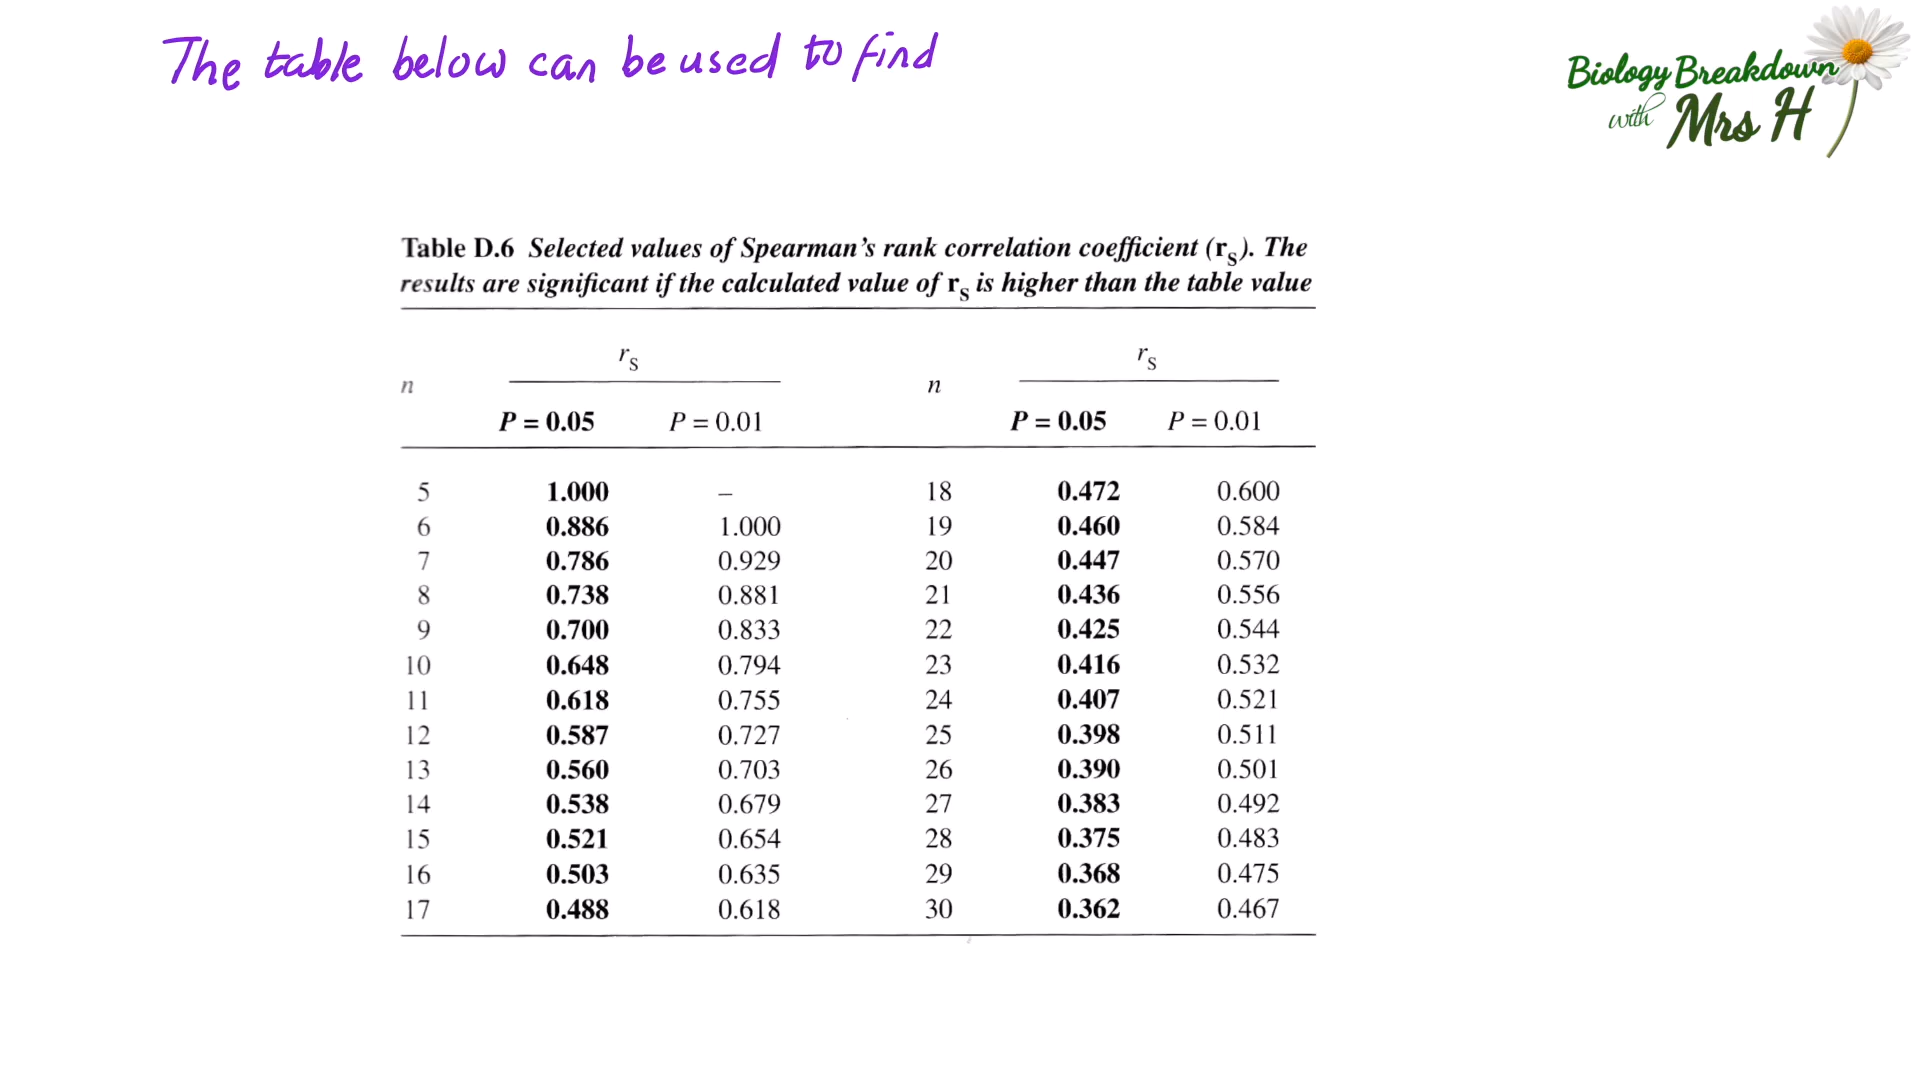 The table below can be used to find
Biology Breakdown
with Mrs H
Table D.6 Selected values of Spearman's rank correlation coefficient (rS). The
results are significant if the calculated value of rS is higher than the table value
rS rS
n n
P = 0.05 P = 0.01 P = 0.05 P = 0.01
5 1.000 – 18 0.472 0.600
6 0.886 1.000 19 0.460 0.584
7 0.786 0.929 20 0.447 0.570
8 0.738 0.881 21 0.436 0.556
9 0.700 0.833 22 0.425 0.544
10 0.648 0.794 23 0.416 0.532
11 0.618 0.755 24 0.407 0.521
12 0.587 0.727 25 0.398 0.511
13 0.560 0.703 26 0.390 0.501
14 0.538 0.679 27 0.383 0.492
15 0.521 0.654 28 0.375 0.483
16 0.503 0.635 29 0.368 0.475
17 0.488 0.618 30 0.362 0.467